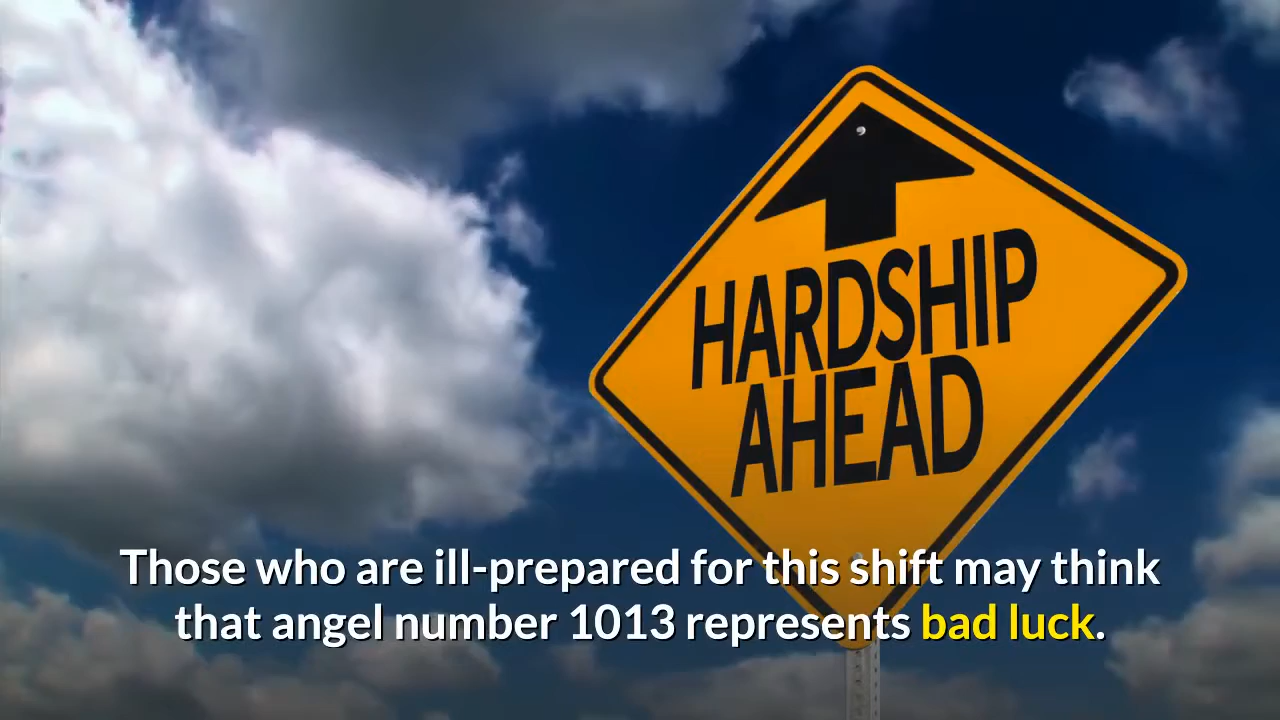 HARDSHIP
AHEAD
Those who are ill-prepared for this shift may think
that angel number 1013 represents bad luck.